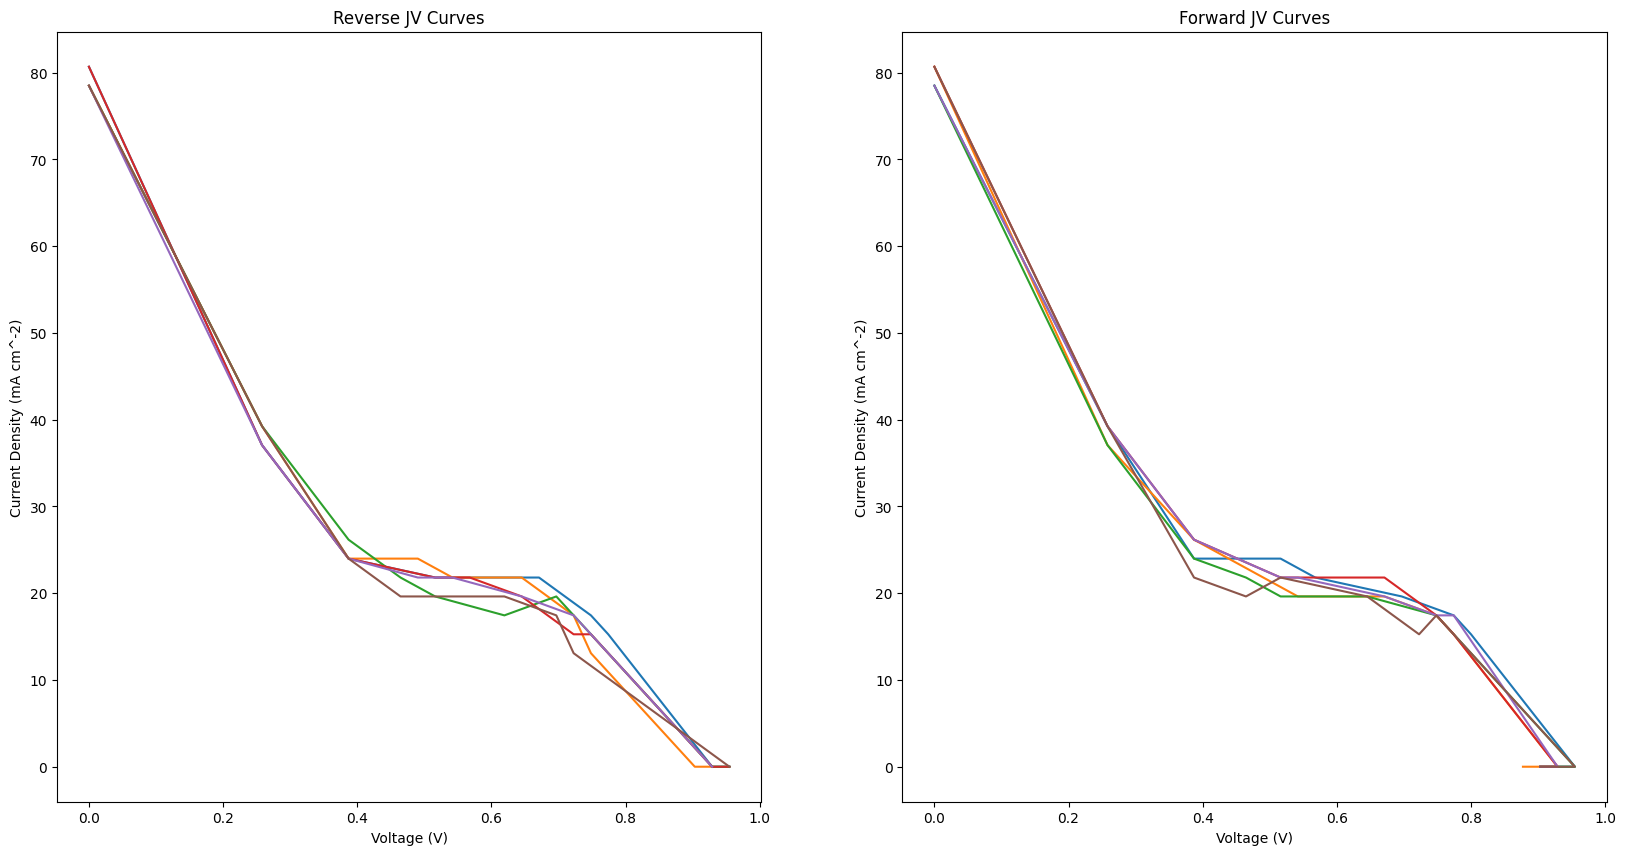 Reverse JV Curves
Current Density (mA cm^-2)
80
70
60
50
40
30
20
10
0
0.0 0.2 0.4 0.6 0.8 1.0
Voltage (V)
Forward JV Curves
Current Density (mA cm^-2)
80
70
60
50
40
30
20
10
0
0.0 0.2 0.4 0.6 0.8 1.0
Voltage (V)